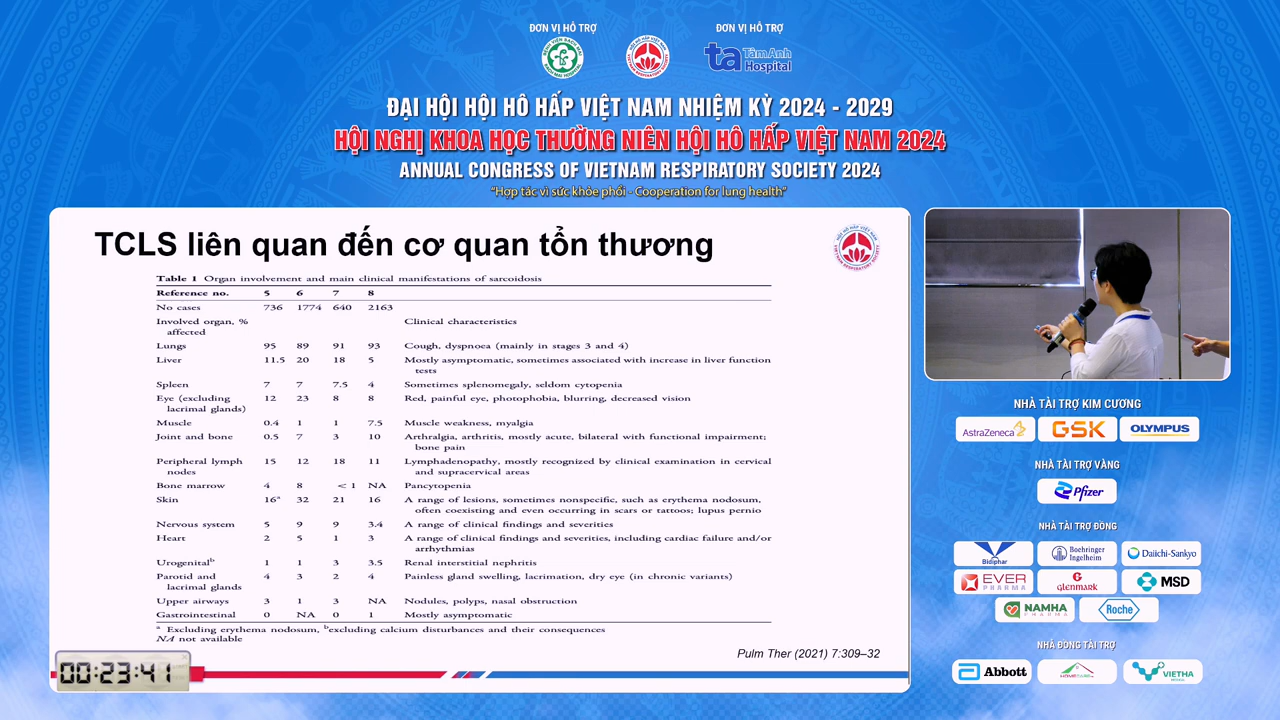 ĐƠN VỊ HỖ TRỢ
ĐƠN VỊ HỖ TRỢ
TâmAnh
Hospital
ĐẠI HỘI HỘI HÔ HẤP VIỆT NAM NHIỆM KỲ 2024 - 2029
HỘI NGHỊ KHOA HỌC THƯỜNG NIÊN HỘI HÔ HẤP VIỆT NAM 2024
ANNUAL CONGRESS OF VIETNAM RESPIRATORY SOCIETY 2024
"Hợp tác vì sức khỏe phổi - Cooperation for lung health"
TCLS liên quan đến cơ quan tổn thương
Table 1 Organ involvement and main clinical manifestations of sarcoidosis
Reference no. 5 6 7 8
No cases 736 1774 640 2163
Involved organ, % Clinical characteristics
affected
Lungs 95 89 91 93 Cough, dyspnoea (mainly in stages 3 and 4)
Liver 11.5 20 18 5 Mostly asymptomatic, sometimes associated with increase in liver function
tests
Spleen 7 7 7.5 4 Sometimes splenomegaly, seldom cytopenia
Eye (excluding 12 23 8 8 Red, painful eye, photophobia, blurring, decreased vision
lacrimal glands)
Muscle 0.4 1 1 7.5 Muscle weakness, myalgia
Joint and bone 0.5 7 3 10 Arthralgia, arthritis, mostly acute, bilateral with functional impairment;
bone pain
Peripheral lymph 15 12 18 11 Lymphadenopathy, mostly recognized by clinical examination in cervical
nodes and supracervical areas
Bone marrow 4 8 < 1 NA Pancytopenia
Skin 16a 32 21 16 A range of lesions, sometimes nonspecific, such as erythema nodosum,
often coexisting and even occurring in scars or tattoos; lupus pernio
Nervous system 5 9 9 3.4 A range of clinical findings and severities
Heart 2 5 1 3 A range of clinical findings and severities, including cardiac failure and/or
arrhythmias
Urogenitalb 1 1 3 3.5 Renal interstitial nephritis
Parotid and 4 3 2 4 Painless gland swelling, lacrimation, dry eye (in chronic variants)
lacrimal glands
Upper airways 3 1 3 NA Nodules, polyps, nasal obstruction
Gastrointestinal 0 NA 0 1 Mostly asymptomatic
a Excluding erythema nodosum, bexcluding calcium disturbances and their consequences
NA not available
Pulm Ther (2021) 7:309–32
00:23:41
NHÀ TÀI TRỢ KIM CƯƠNG
AstraZeneca GSK OLYMPUS
NHÀ TÀI TRỢ VÀNG
Pfizer
NHÀ TÀI TRỢ ĐỒNG
Bidiphar Boehringer Ingelheim Daiichi-Sankyo
EVER PHARMA GLENMARK MSD
NAMHA PHARMA Roche
NHÀ ĐỒNG TÀI TRỢ
Abbott HOMECARE VIETHA